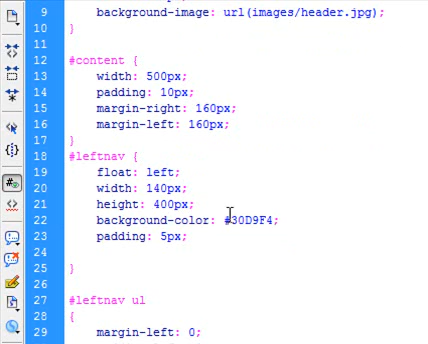 9 background-image: url(images/header.jpg);
10 }
11
12 #content {
13 width: 500px;
14 padding: 10px;
15 margin-right: 160px;
16 margin-left: 160px;
17 }
18 #leftnav {
19 float: left;
20 width: 140px;
21 height: 400px;
22 background-color: #30D9F4;
23 padding: 5px;
24
25 }
26
27 #leftnav ul
28 {
29 margin-left: 0;